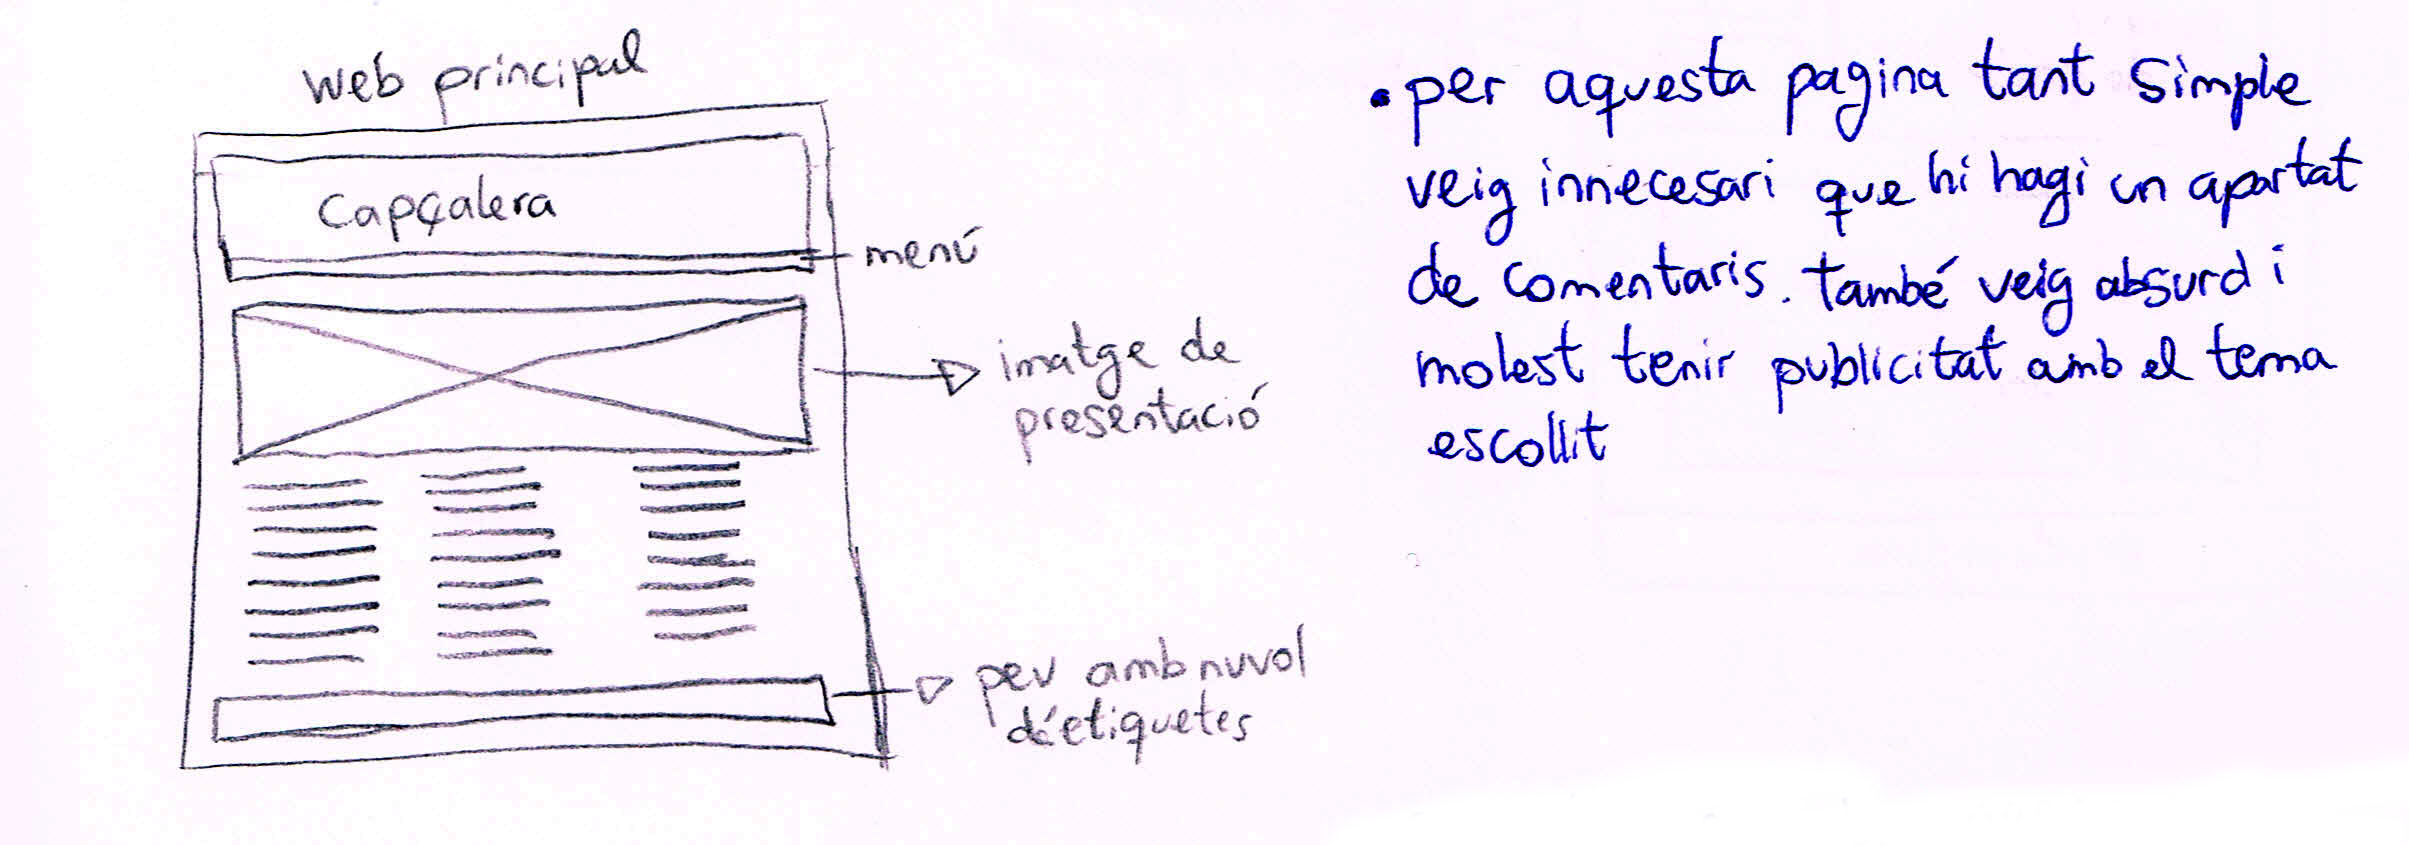 web principal
Capçalera
menú
imatge de
presentació
peu amb nuvol
d'etiquetes
• per aquesta pagina tant simple
veig innecesari que hi hagi un apartat
de comentaris. també veig absurd i
molest tenir publicitat amb el tema
escollit